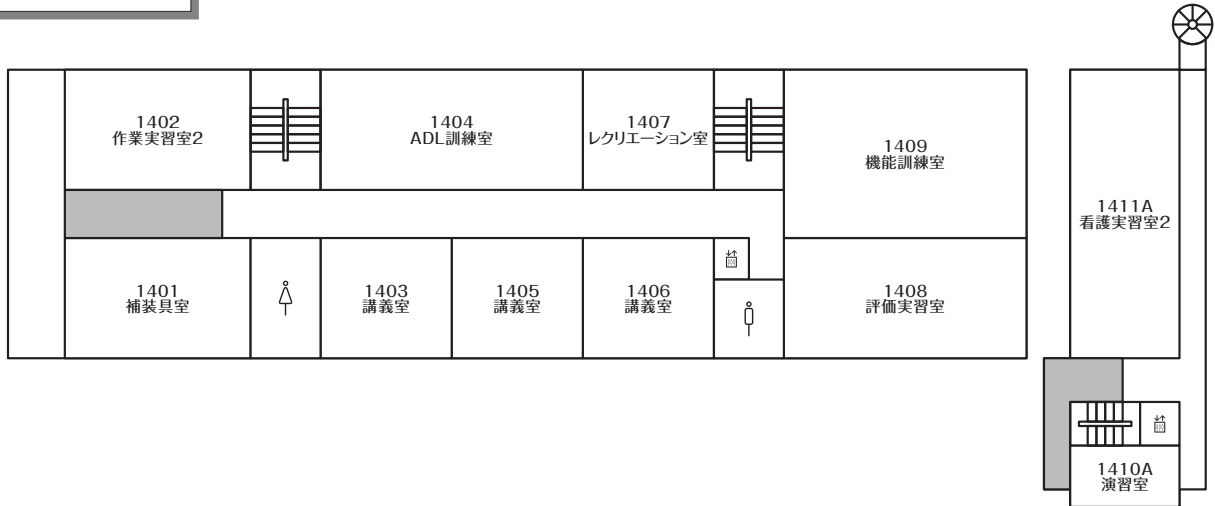 1402
作業実習室2
1404
ADL訓練室
1407
レクリエーション室
1409
機能訓練室
1411A
看護実習室2
1401
補装具室
1403
講義室
1405
講義室
1406
講義室
1408
評価実習室
1410A
演習室